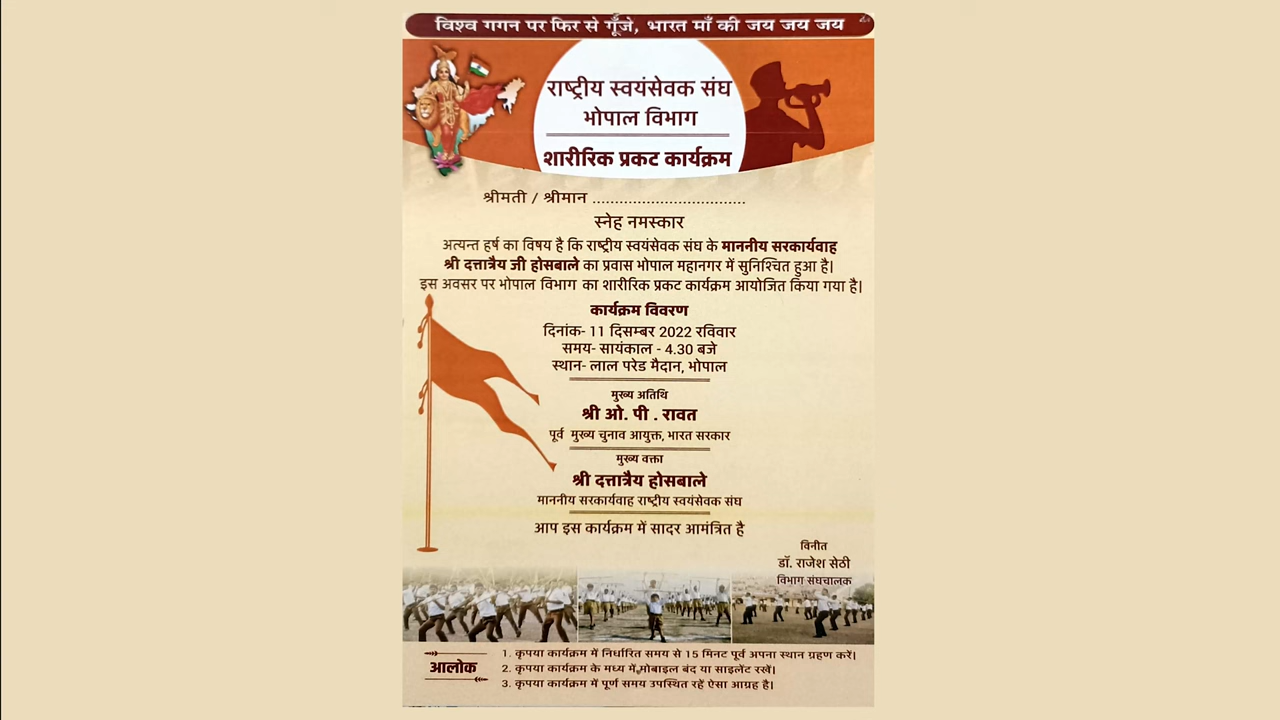 विश्व गगन पर फिर से गूँजे, भारत माँ की जय जय जय
राष्ट्रीय स्वयंसेवक संघ
भोपाल विभाग
शारीरिक प्रकट कार्यक्रम
श्रीमती / श्रीमान ..................................
स्नेह नमस्कार
अत्यन्त हर्ष का विषय है कि राष्ट्रीय स्वयंसेवक संघ के माननीय सरकार्यवाह
श्री दत्तात्रैय जी होसबाले का प्रवास भोपाल महानगर में सुनिश्चित हुआ है।
इस अवसर पर भोपाल विभाग का शारीरिक प्रकट कार्यक्रम आयोजित किया गया है।
कार्यक्रम विवरण
दिनांक- 11 दिसम्बर 2022 रविवार
समय- सायंकाल - 4.30 बजे
स्थान- लाल परेड मैदान, भोपाल
मुख्य अतिथि
श्री ओ. पी . रावत
पूर्व मुख्य चुनाव आयुक्त, भारत सरकार
मुख्य वक्ता
श्री दत्तात्रैय होसबाले
माननीय सरकार्यवाह राष्ट्रीय स्वयंसेवक संघ
आप इस कार्यक्रम में सादर आमंत्रित है
विनीत
डॉ. राजेश सेठी
विभाग संघचालक
आलोक
1. कृपया कार्यक्रम में निर्धारित समय से 15 मिनट पूर्व अपना स्थान ग्रहण करें।
2. कृपया कार्यक्रम के मध्य में मोबाइल बंद या साइलेंट रखें।
3. कृपया कार्यक्रम में पूर्ण समय उपस्थित रहें ऐसा आग्रह है।